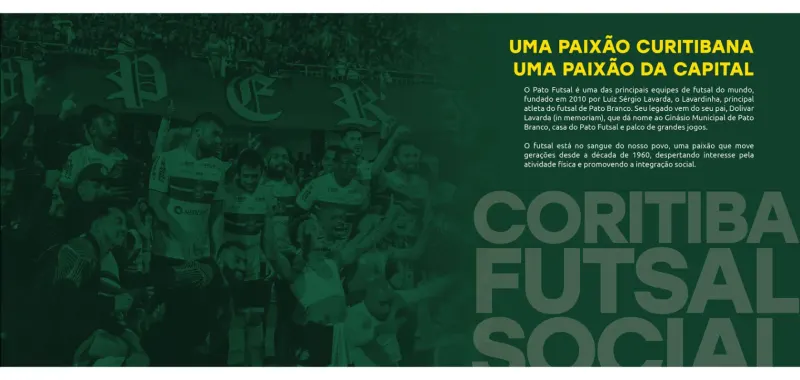 UMA PAIXÃO CURITIBANA
UMA PAIXÃO DA CAPITAL
O Pato Futsal é uma das principais equipes de futsal do mundo,
fundado em 2010 por Luiz Sérgio Lavarda, o Lavardinha, principal
atleta do futsal de Pato Branco. Seu legado vem do seu pai, Dolivar
Lavarda (in memoriam), que dá nome ao Ginásio Municipal de Pato
Branco, casa do Pato Futsal e palco de grandes jogos.
O futsal está no sangue do nosso povo, uma paixão que move
gerações desde a década de 1960, despertando interesse pela
atividade física e promovendo a integração social.
CORITIBA
FUTSAL
SOCIAL